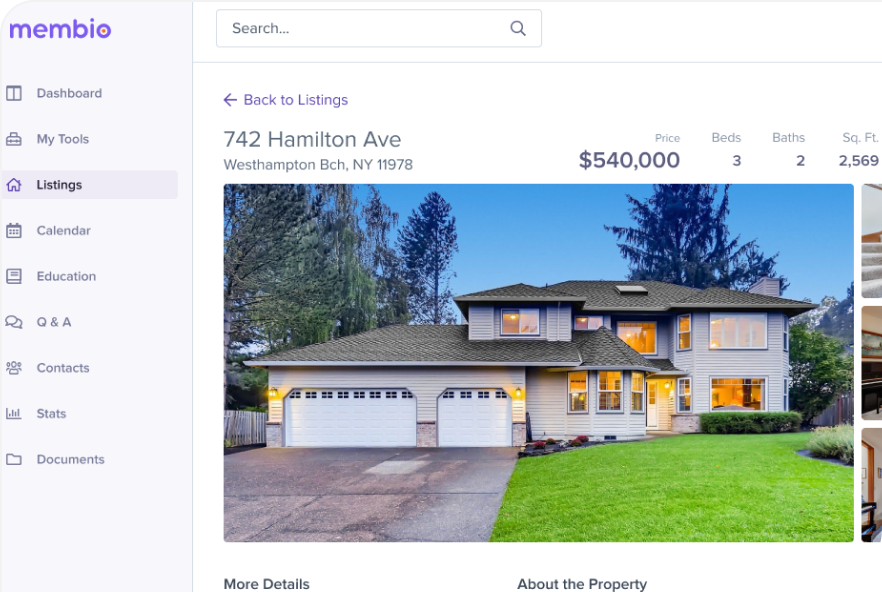 membio
Search...
Dashboard
My Tools
Listings
Calendar
Education
Q & A
Contacts
Stats
Documents
Back to Listings
742 Hamilton Ave
Westhampton Bch, NY 11978
Price
$540,000
Beds
3
Baths
2
Sq. Ft.
2,569
More Details
About the Property